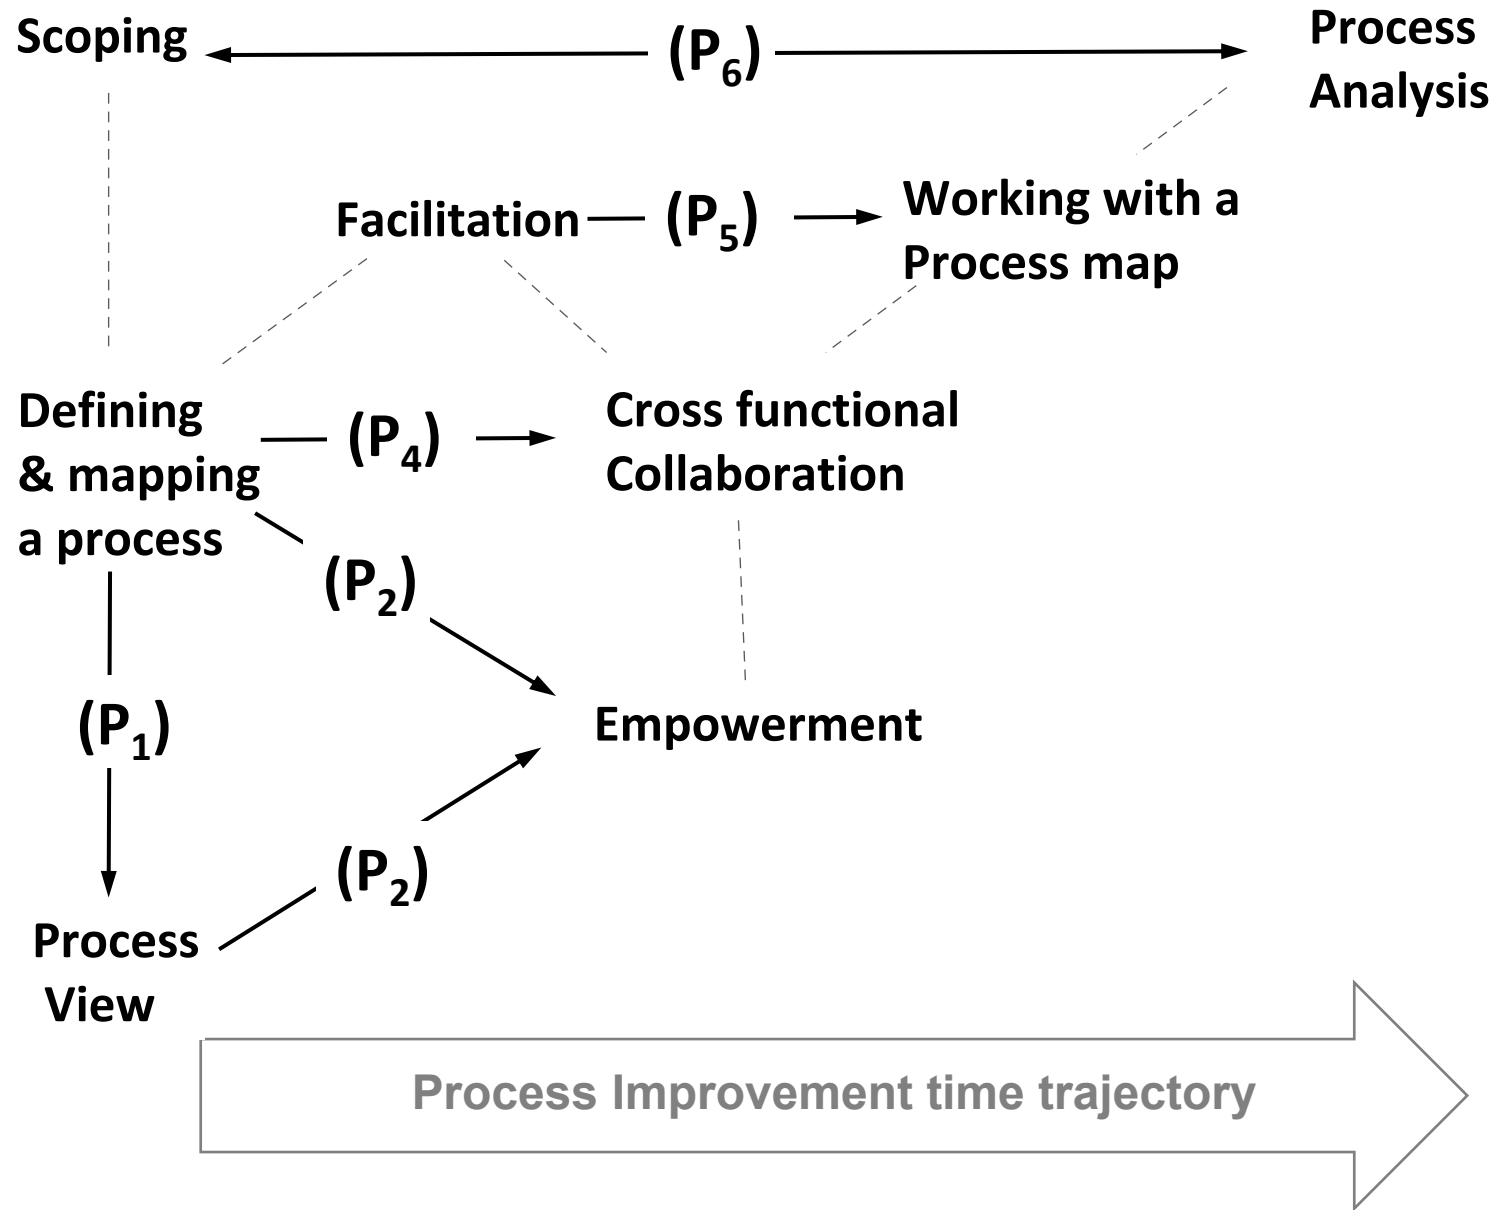 Scoping
(P6)
Process
Analysis
Facilitation
(P5)
Working with a
Process map
Defining
& mapping
a process
(P4)
Cross functional
Collaboration
(P2)
(P1)
Empowerment
(P2)
Process
View
Process Improvement time trajectory